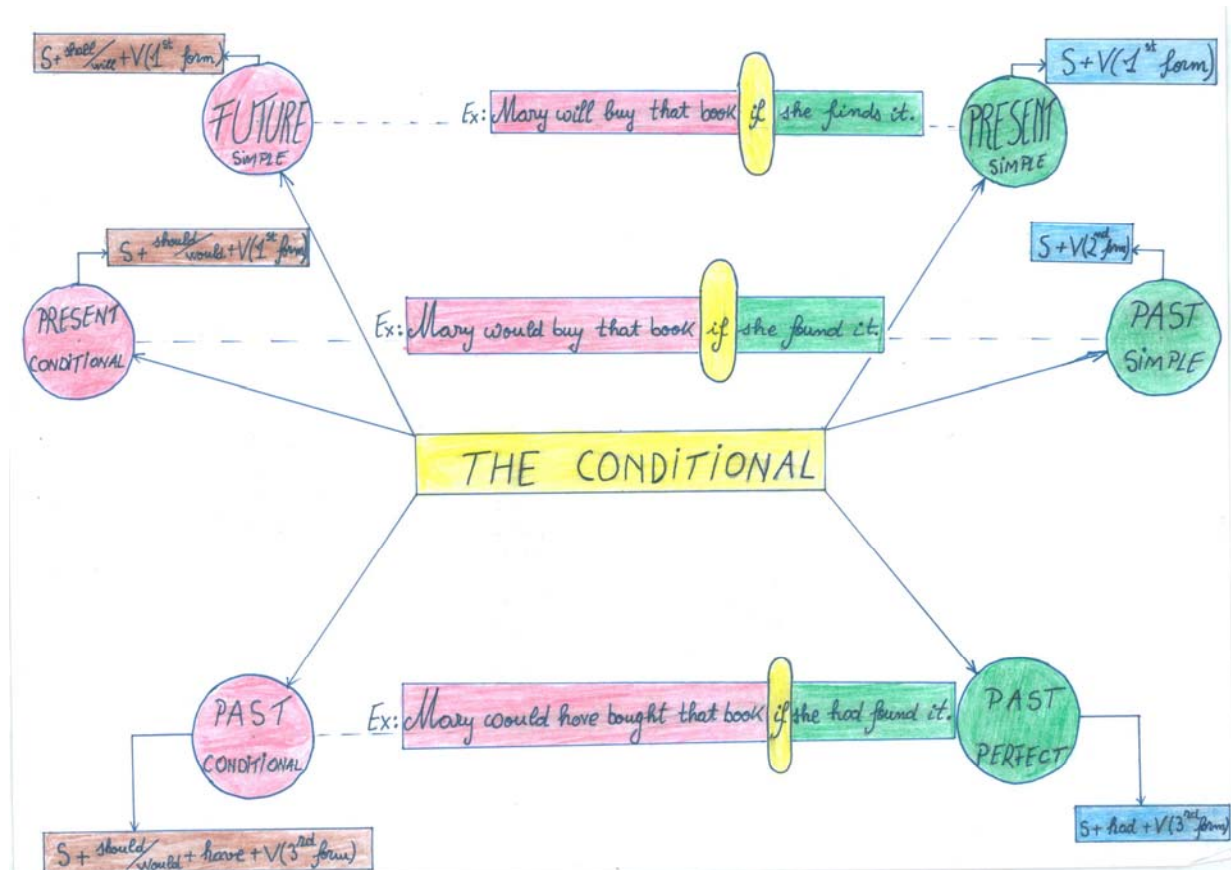 S + shall/will + V(1st form)
S + V(1st form)
FUTURE
SiMPLE
Ex: Mary will buy that book if she finds it.
PRESENT
SiMPLE
S + should/would + V(1st form)
S + V(2nd form)
PRESENT
CONDiTiONAL
Ex: Mary would buy that book if she found it.
PAST
SiMPLE
THE CONDiTiONAL
PAST
CONDiTiONAL
Ex: Mary would have bought that book if she had found it.
PAST
PERFECT
S + should/would + have + V(3rd form)
S + had + V(3rd form)